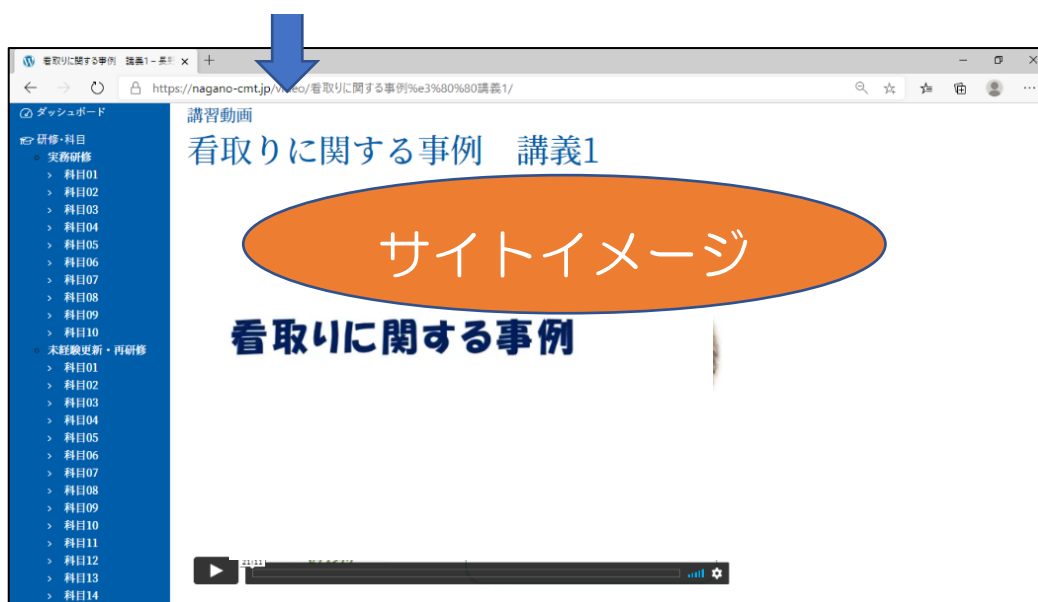 看取りに関する事例 講義1 – 長野
https://nagano-cmt.jp/video/看取りに関する事例%e3%80%80講義1/
ダッシュボード
研修・科目
実務研修
> 科目01
> 科目02
> 科目03
> 科目04
> 科目05
> 科目06
> 科目07
> 科目08
> 科目09
> 科目10
未経験更新・再研修
> 科目01
> 科目02
> 科目03
> 科目04
> 科目05
> 科目06
> 科目07
> 科目08
> 科目09
> 科目10
> 科目11
> 科目12
> 科目13
> 科目14
講習動画
看取りに関する事例 講義1
サイトイメージ
看取りに関する事例
21:11